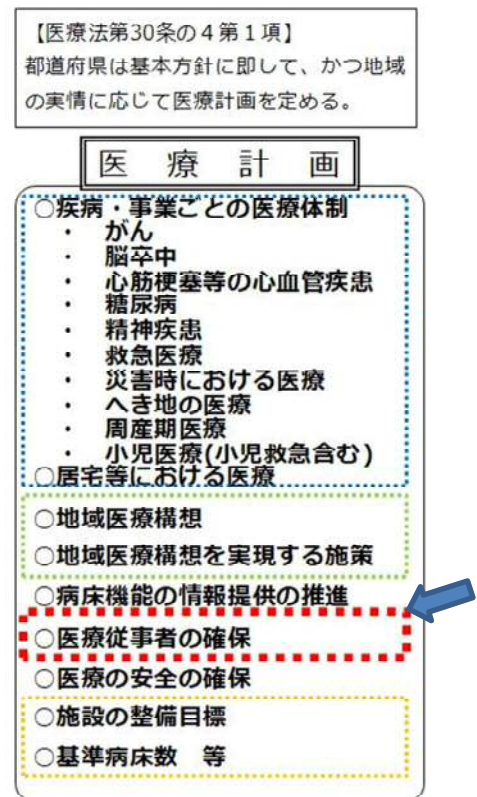 【医療法第30条の4第1項】
都道府県は基本方針に即して、かつ地域
の実情に応じて医療計画を定める。
医療計画
○疾病・事業ごとの医療体制
・ がん
・ 脳卒中
・ 心筋梗塞等の心血管疾患
・ 糖尿病
・ 精神疾患
・ 救急医療
・ 災害時における医療
・ へき地の医療
・ 周産期医療
・ 小児医療(小児救急含む)
○居宅等における医療
○地域医療構想
○地域医療構想を実現する施策
○病床機能の情報提供の推進
○医療従事者の確保
○医療の安全の確保
○施設の整備目標
○基準病床数 等